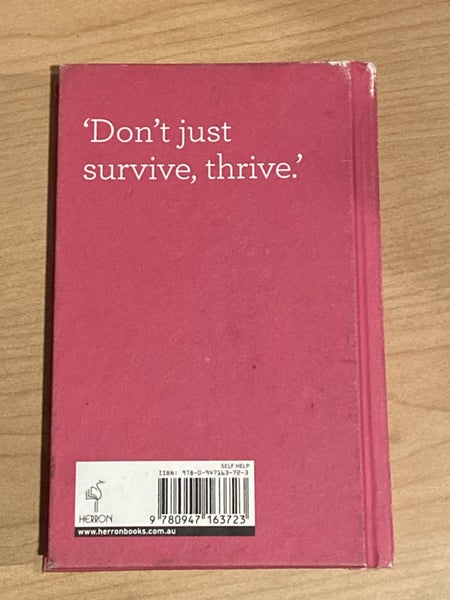 ‘Don’t just
survive, thrive.’
SELF HELP
ISBN: 978-0-947163-72-3
9 780947 163723
HERRON
www.herronbooks.com.au